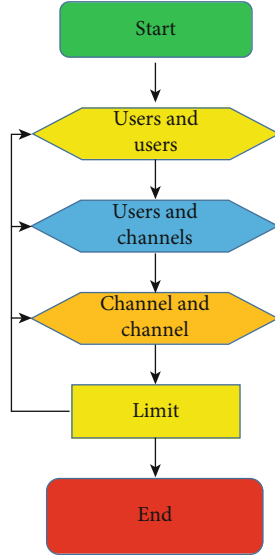 Start
Users and
users
Users and
channels
Channel and
channel
Limit
End